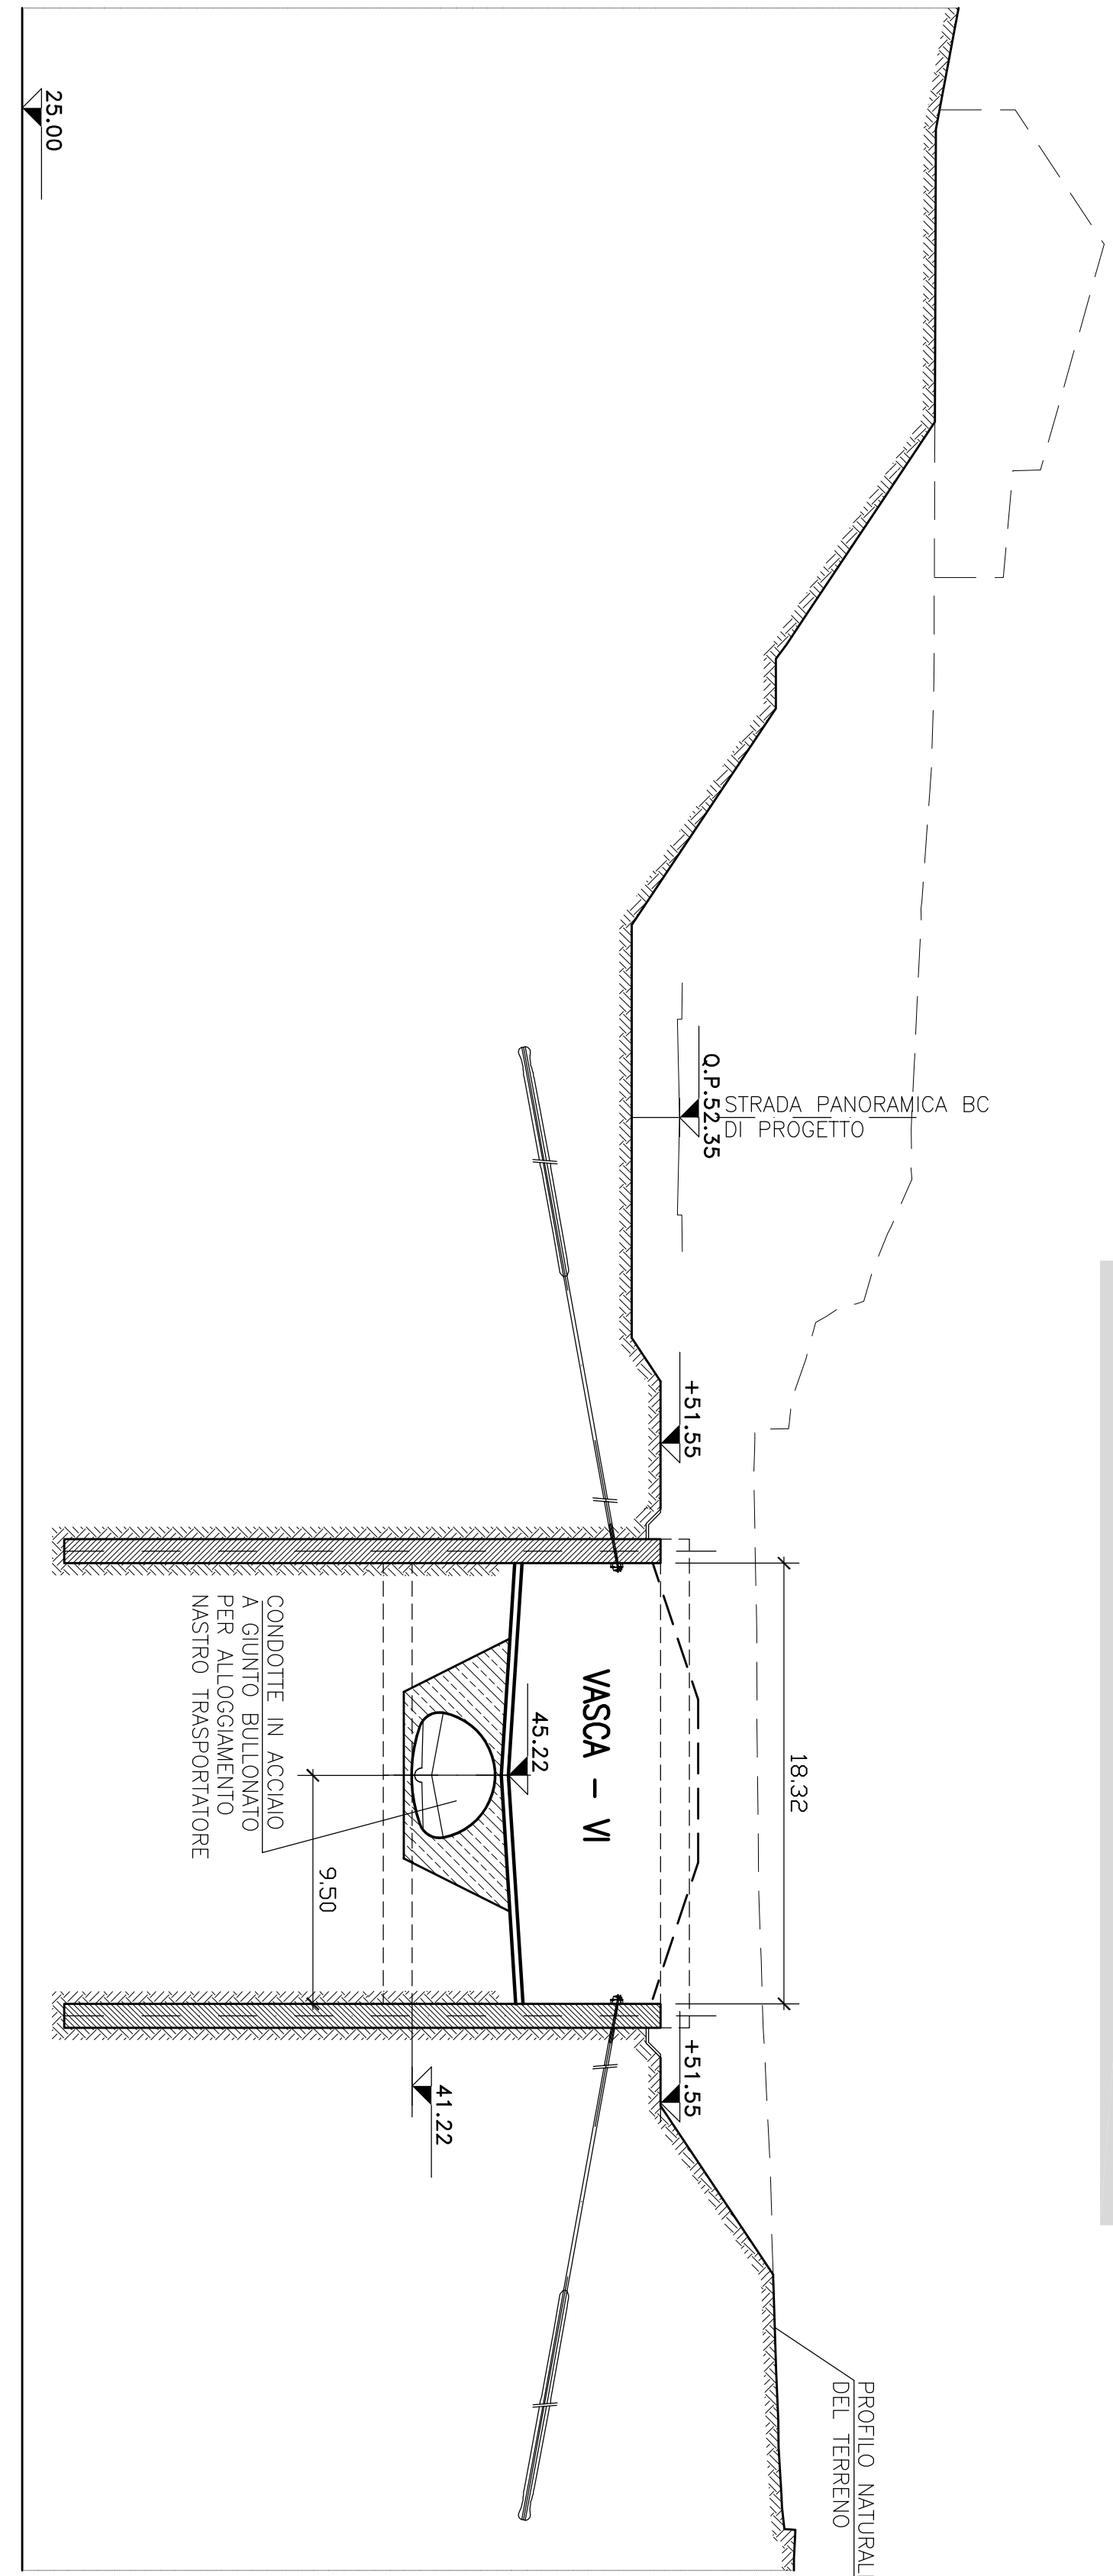 25.00
Q.P.52.35
STRADA PANORAMICA BC
DI PROGETTO
+51.55
18.32
VASCA - VI
45.22
CONDOTTE IN ACCIAIO
A GIUNTO BULLONATO
PER ALLOGGIAMENTO
NASTRO TRASPORTATORE
9.50
+51.55
41.22
PROFILO NATURAL
DEL TERRENO